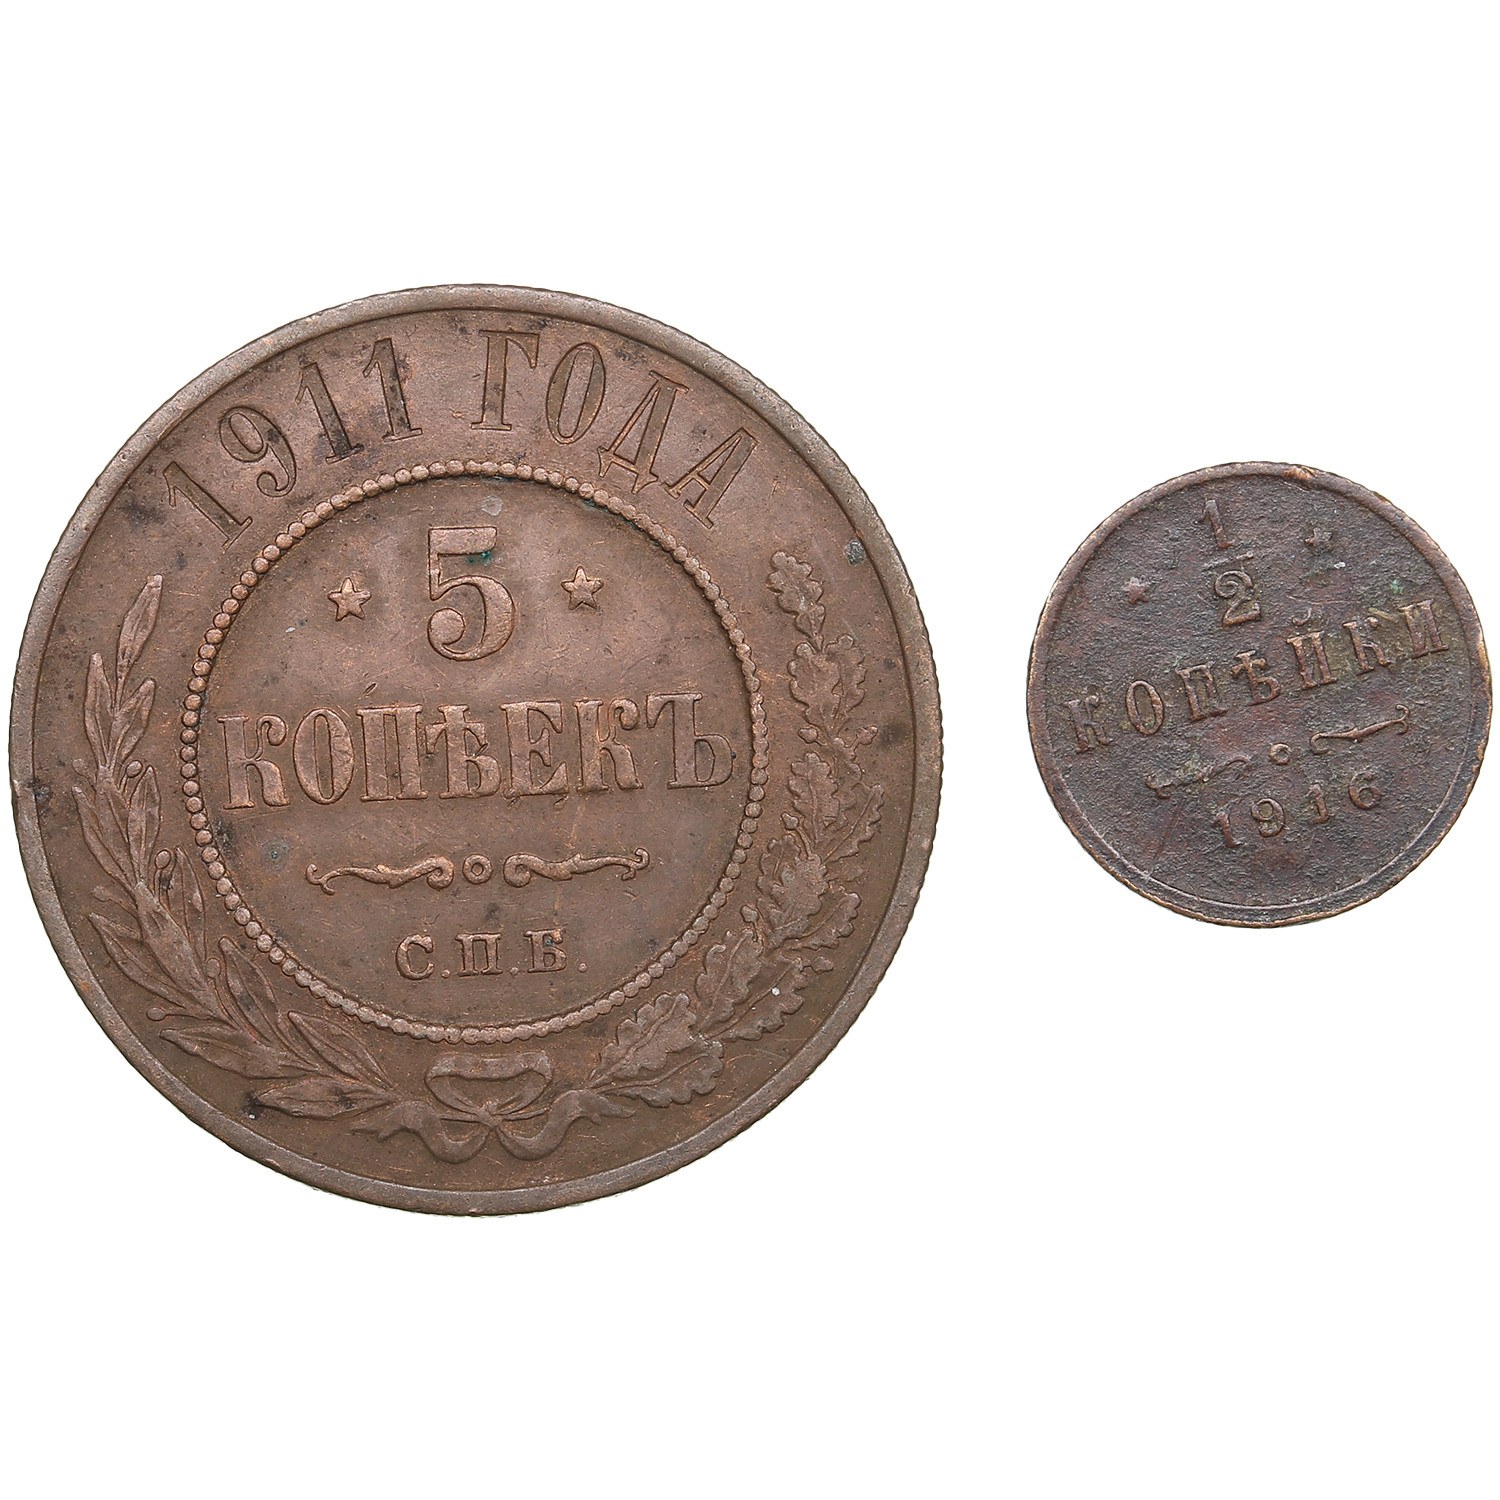 1911 ГОДА
5
КОПѢЕКЪ
С.П.Б.
1/2
КОПѢЙКИ
1916